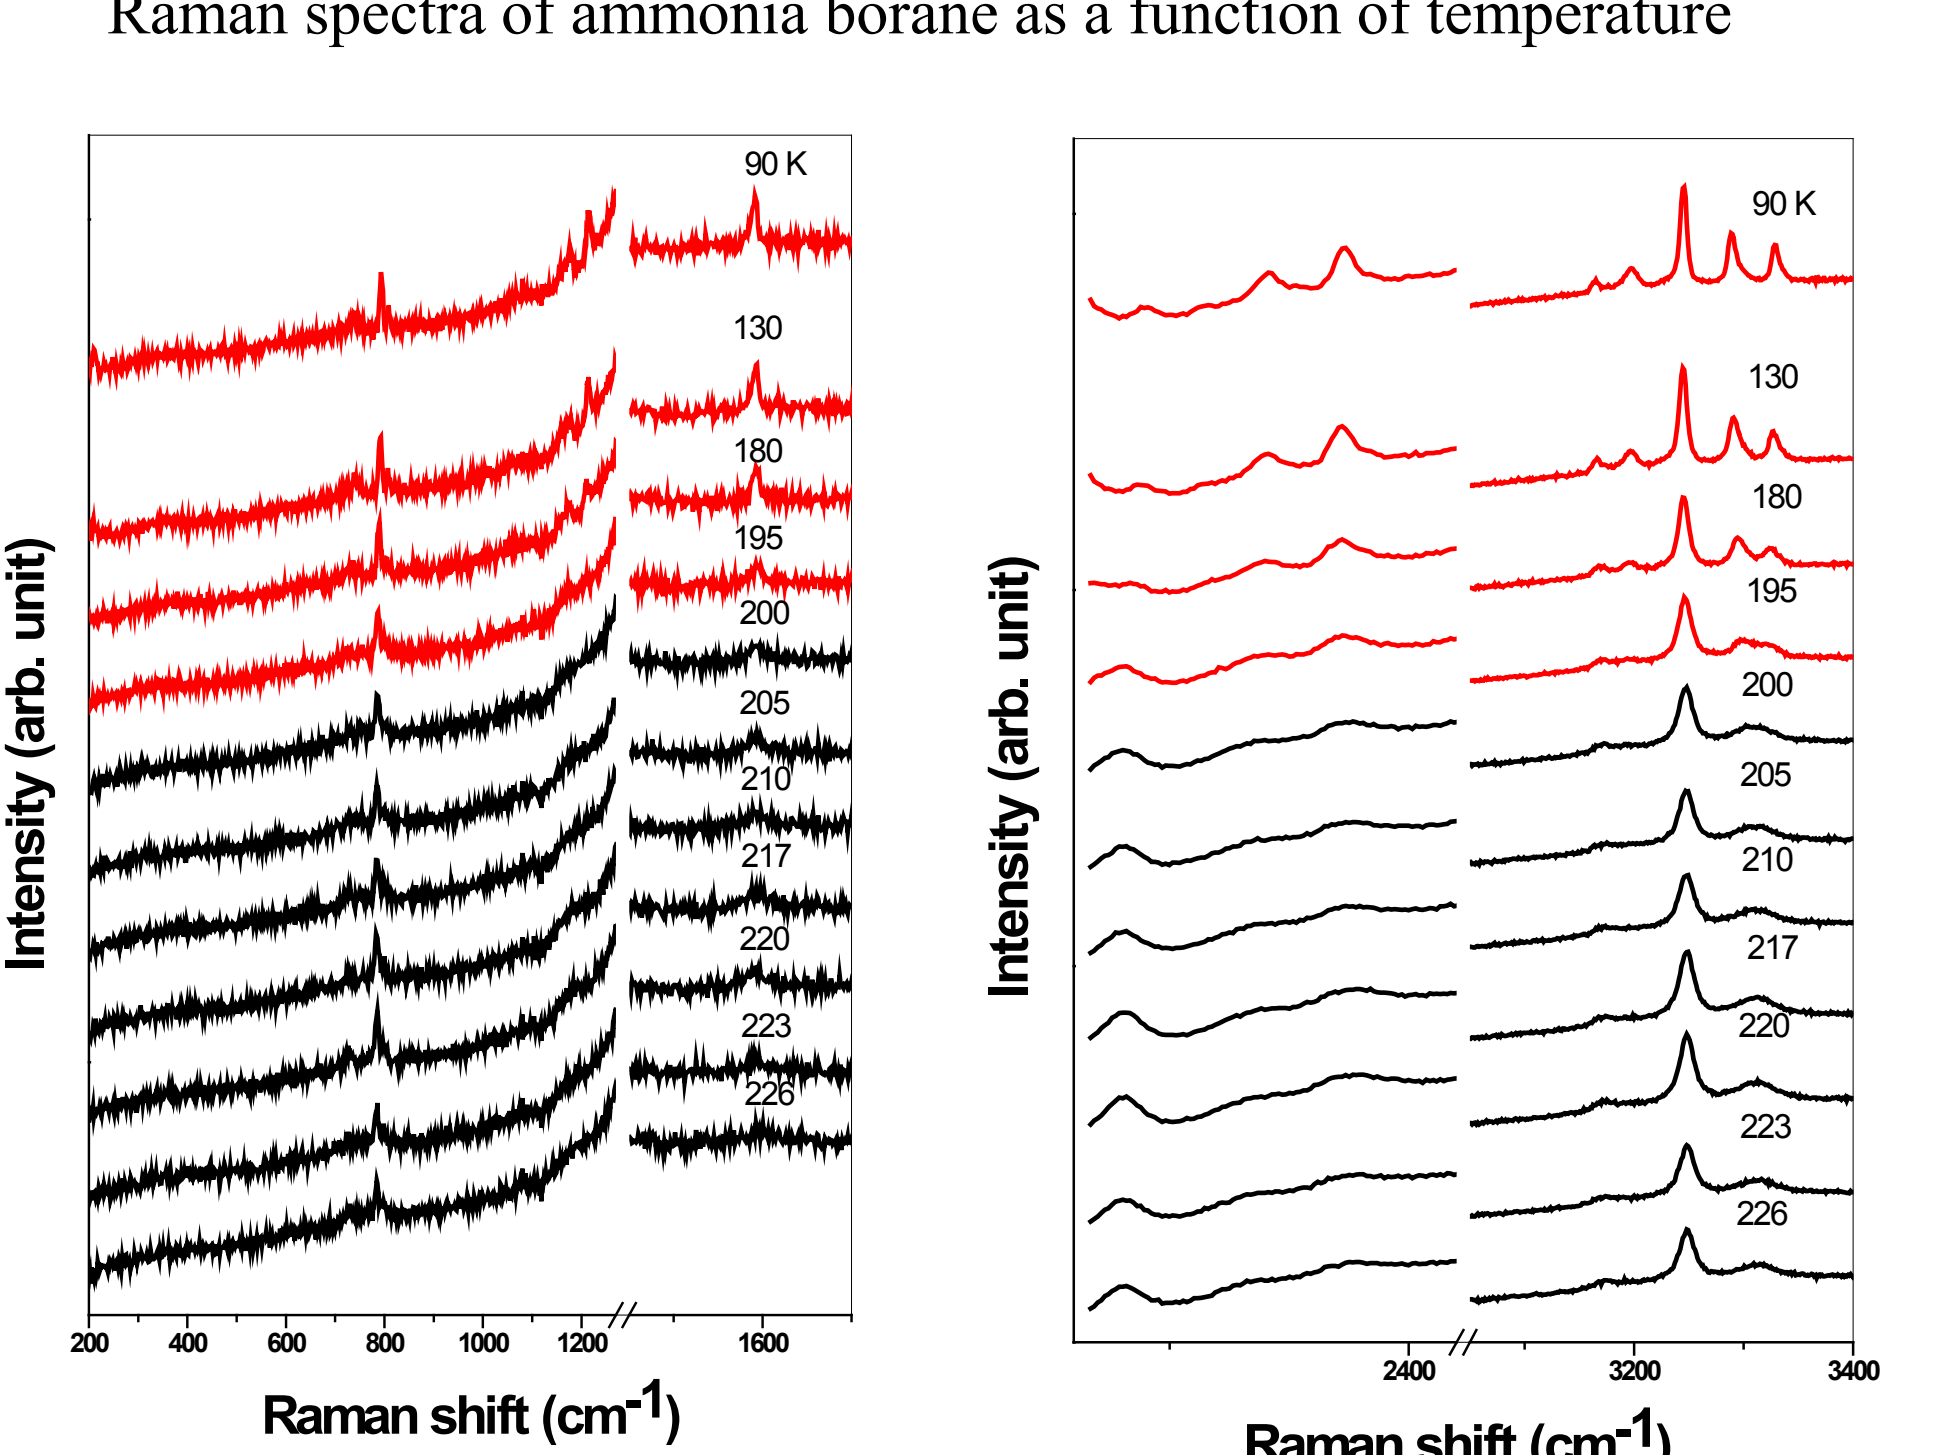 Raman spectra of ammonia borane as a function of temperature
90 K
130
180
195
200
205
210
217
220
223
226
Intensity (arb. unit)
200 400 600 800 1000 1200 1600
Raman shift (cm-1)
90 K
130
180
195
200
205
210
217
220
223
226
Intensity (arb. unit)
2400 3200 3400
Raman shift (cm-1)